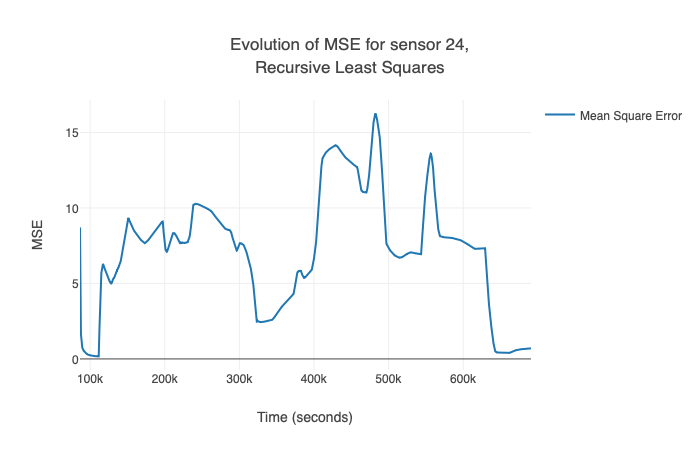 Evolution of MSE for sensor 24,
Recursive Least Squares
Mean Square Error
MSE
15
10
5
0
100k 200k 300k 400k 500k 600k
Time (seconds)